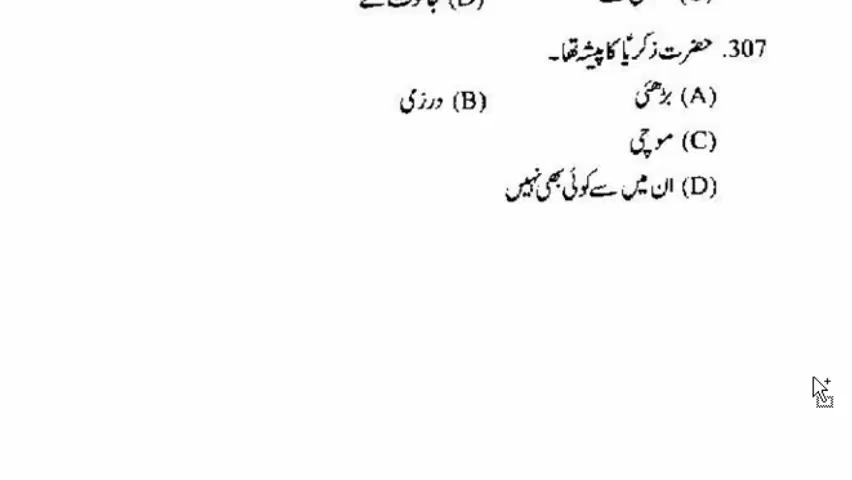 307. حضرت زکریاؑ کا پیشہ تھا۔
(A) بڑھئی (B) درزی
(C) موچی
(D) ان میں سے کوئی بھی نہیں